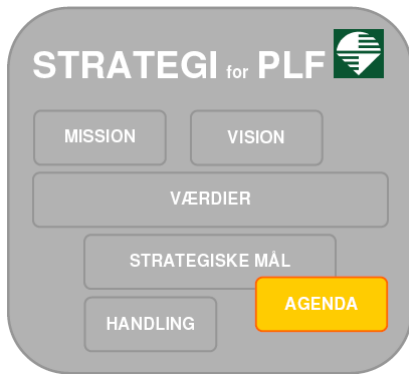 STRATEGI for PLF
MISSION
VISION
VÆRDIER
STRATEGISKE MÅL
AGENDA
HANDLING